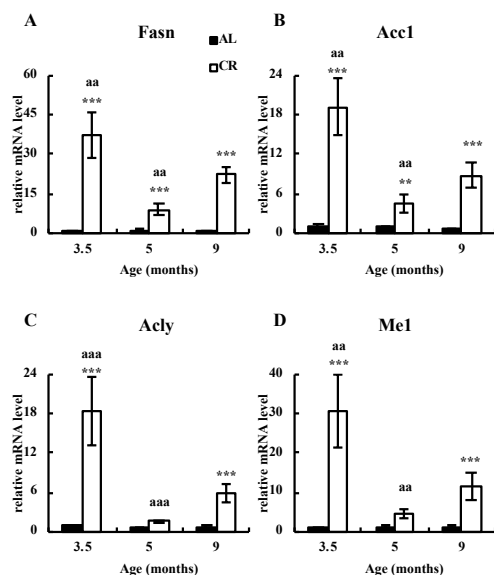 A
Fasn
AL
CR
relative mRNA level
60
45
30
15
0
aa
***
aa
***
***
3.5
5
9
Age (months)
B
Acc1
relative mRNA level
24
18
12
6
0
aa
***
aa
**
***
3.5
5
9
Age (months)
C
Acly
relative mRNA level
24
18
12
6
0
aaa
***
aaa
***
3.5
5
9
Age (months)
D
Me1
relative mRNA level
40
30
20
10
0
aa
***
aa
***
3.5
5
9
Age (months)